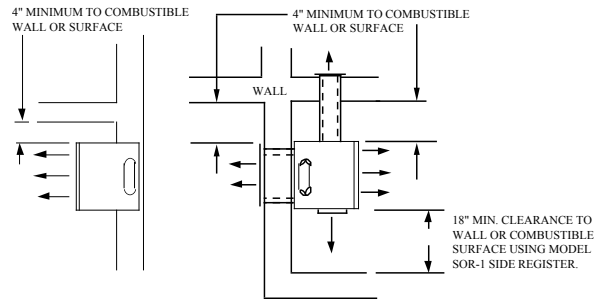 4" MINIMUM TO COMBUSTIBLE
WALL OR SURFACE
4" MINIMUM TO COMBUSTIBLE
WALL OR SURFACE
WALL
18" MIN. CLEARANCE TO
WALL OR COMBUSTIBLE
SURFACE USING MODEL
SOR-1 SIDE REGISTER.